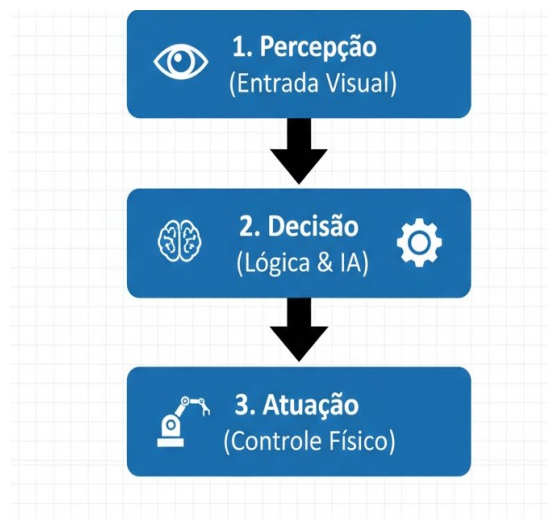 1. Percepção
(Entrada Visual)
2. Decisão
(Lógica & IA)
3. Atuação
(Controle Físico)